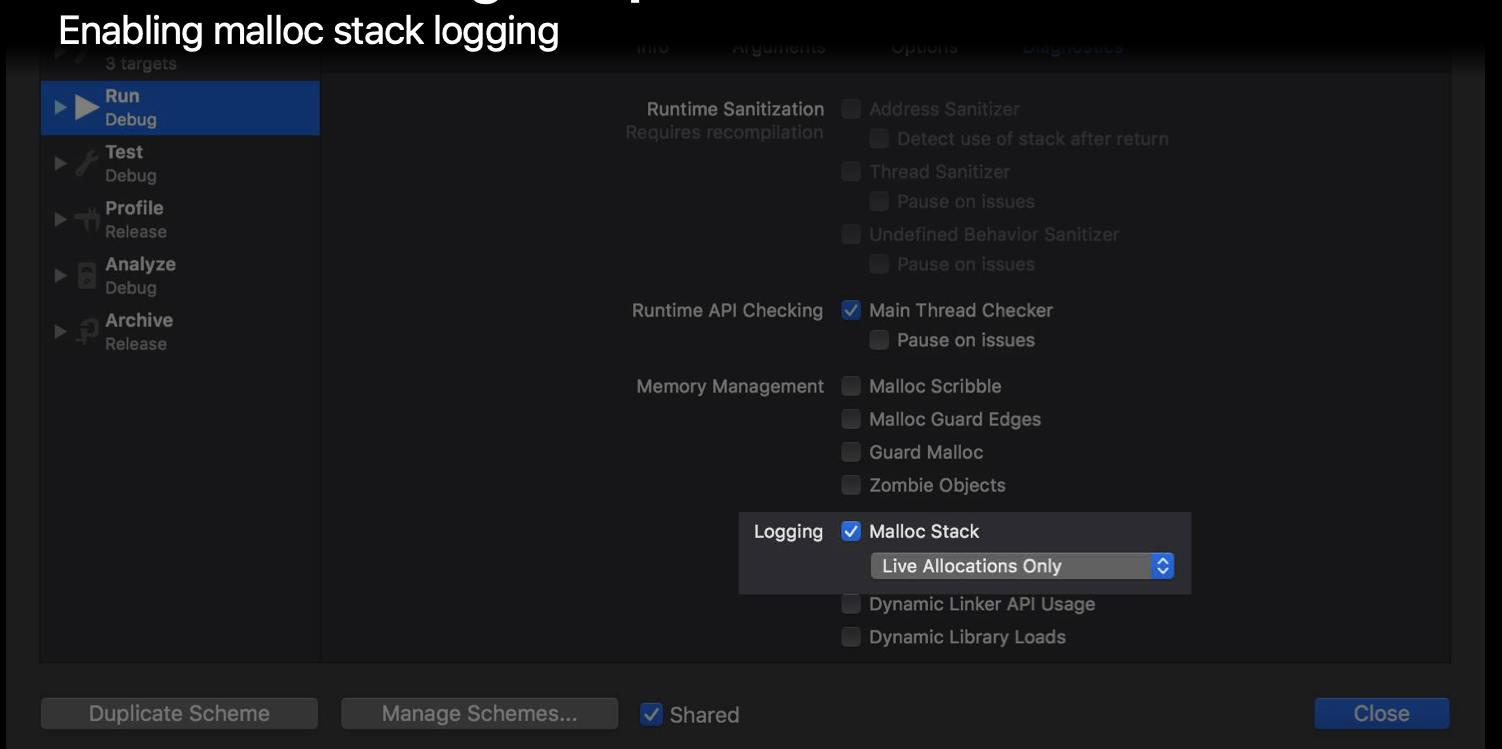 Enabling malloc stack logging
Info Arguments Options Diagnostics
3 targets
Run
Debug
Test
Debug
Profile
Release
Analyze
Debug
Archive
Release
Runtime Sanitization
Requires recompilation
Address Sanitizer
Detect use of stack after return
Thread Sanitizer
Pause on issues
Undefined Behavior Sanitizer
Pause on issues
Runtime API Checking
Main Thread Checker
Pause on issues
Memory Management
Malloc Scribble
Malloc Guard Edges
Guard Malloc
Zombie Objects
Logging
Malloc Stack
Live Allocations Only
Dynamic Linker API Usage
Dynamic Library Loads
Duplicate Scheme
Manage Schemes...
Shared
Close